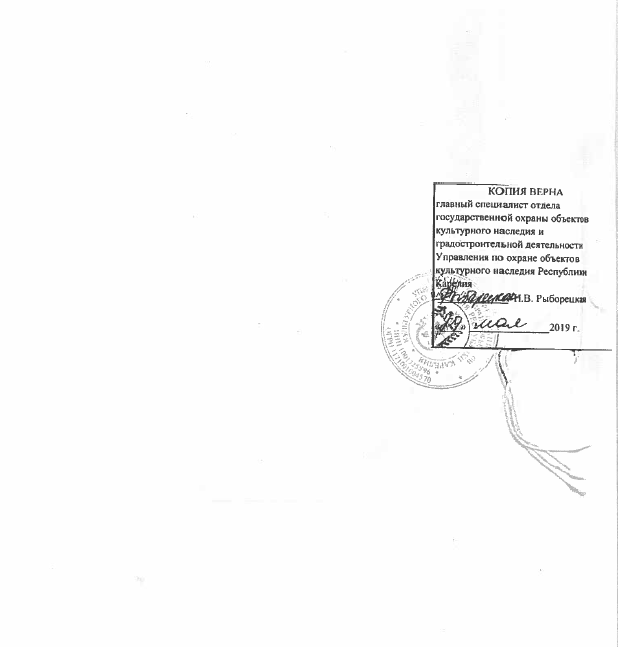 КОПИЯ ВЕРНА
главный специалист отдела
государственной охраны объектов
культурного наследия и
градостроительной деятельности
Управления по охране объектов
культурного наследия Республики
Карелия
И.В. Рыборецкая
мая 2019 г.